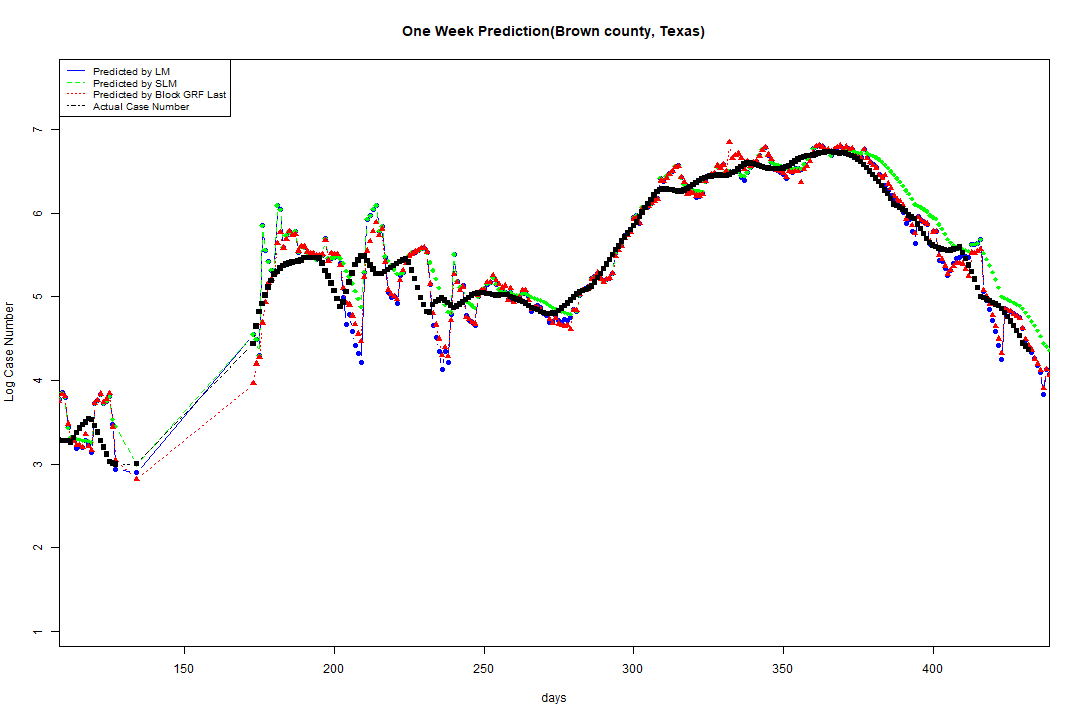 One Week Prediction(Brown county, Texas)
Predicted by LM
Predicted by SLM
Predicted by Block GRF Last
Actual Case Number
Log Case Number
7
6
5
4
3
2
1
150 200 250 300 350 400
days